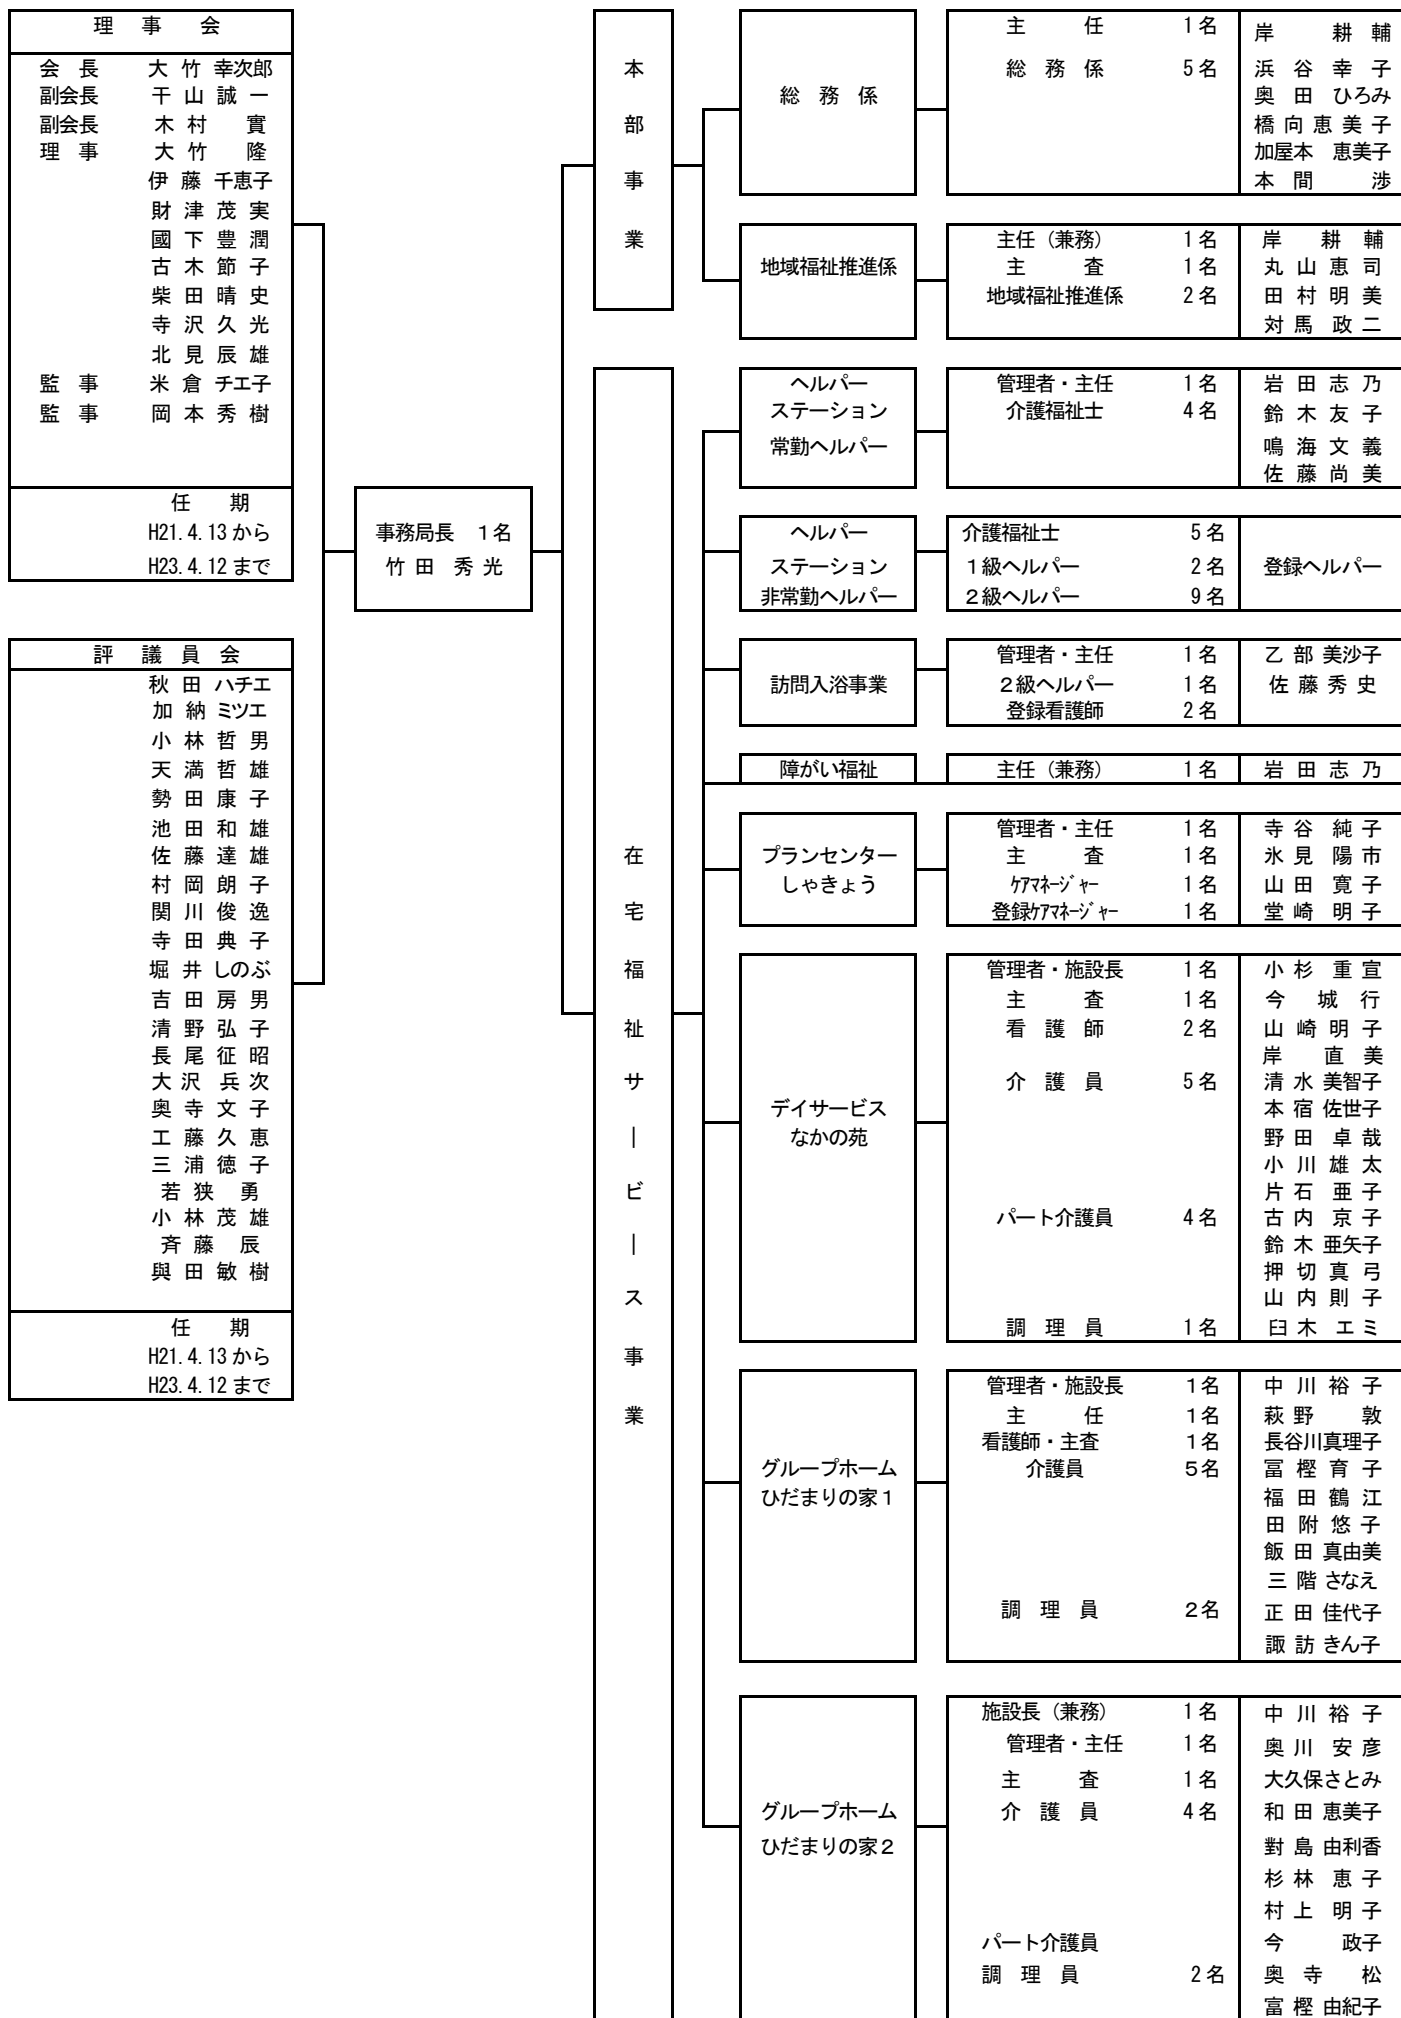 理事会
会長 大竹幸次郎
副会長 干山誠一
副会長 木村實
理事 大竹隆
伊藤千恵子
財津茂実
國下豊潤
古木節子
柴田晴史
寺沢久光
北見辰雄
監事 米倉チエ子
監事 岡本秀樹
任期
H21.4.13から
H23.4.12まで
評議員会
秋田ハチエ
加納ミツエ
小林哲男
天満哲雄
勢田康子
池田和雄
佐藤達雄
村岡朗子
関川俊逸
寺田典子
堀井しのぶ
吉田房男
清野弘子
長尾征昭
大沢兵次
奥寺文子
工藤久恵
三浦徳子
若狭勇
小林茂雄
斉藤辰
與田敏樹
任期
H21.4.13から
H23.4.12まで
事務局長 1名
竹田秀光
本部事業
総務係
主任 1名 岸耕輔
総務係 5名 浜谷幸子
奥田ひろみ
橋向恵美子
加屋本恵美子
本間渉
地域福祉推進係
主任（兼務） 1名 岸耕輔
主査 1名 丸山恵司
地域福祉推進係 2名 田村明美
対馬政二
在宅福祉サービス事業
ヘルパー
ステーション
常勤ヘルパー
管理者・主任 1名 岩田志乃
介護福祉士 4名 鈴木友子
鳴海文義
佐藤尚美
ヘルパー
ステーション
非常勤ヘルパー
介護福祉士 5名
1級ヘルパー 2名 登録ヘルパー
2級ヘルパー 9名
訪問入浴事業
管理者・主任 1名 乙部美沙子
2級ヘルパー 1名 佐藤秀史
登録看護師 2名
障がい福祉 主任（兼務） 1名 岩田志乃
プランセンター
しゃきょう
管理者・主任 1名 寺谷純子
主査 1名 氷見陽市
ｹｱﾏﾈｰｼﾞｬｰ 1名 山田寛子
登録ｹｱﾏﾈｰｼﾞｬｰ 1名 堂崎明子
デイサービス
なかの苑
管理者・施設長 1名 小杉重宣
主査 1名 今城行
看護師 2名 山崎明子
岸直美
介護員 5名 清水美智子
本宿佐世子
野田卓哉
小川雄太
片石亜子
パート介護員 4名 古内京子
鈴木亜矢子
押切真弓
山内則子
調理員 1名 臼木エミ
グループホーム
ひだまりの家1
管理者・施設長 1名 中川裕子
主任 1名 萩野敦
看護師・主査 1名 長谷川真理子
介護員 5名 冨樫育子
福田鶴江
田附悠子
飯田真由美
三階さなえ
調理員 2名 正田佳代子
諏訪きん子
グループホーム
ひだまりの家2
施設長（兼務） 1名 中川裕子
管理者・主任 1名 奥川安彦
主査 1名 大久保さとみ
介護員 4名 和田恵美子
對島由利香
杉林恵子
村上明子
パート介護員 今政子
調理員 2名 奥寺松
富樫由紀子